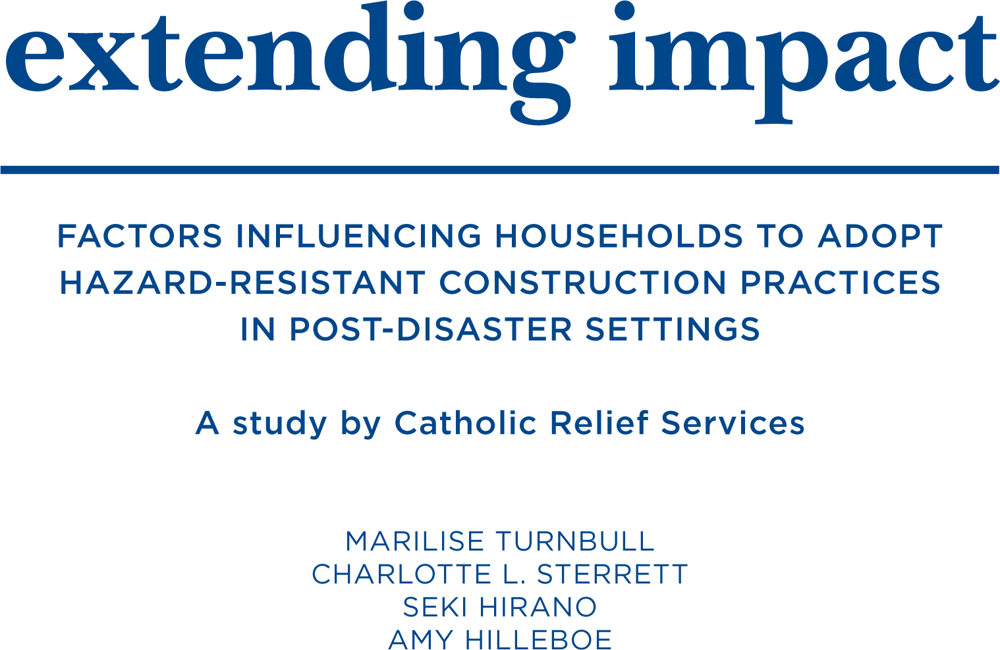 extending impact
FACTORS INFLUENCING HOUSEHOLDS TO ADOPT
HAZARD-RESISTANT CONSTRUCTION PRACTICES
IN POST-DISASTER SETTINGS
A study by Catholic Relief Services
MARILISE TURNBULL
CHARLOTTE L. STERRETT
SEKI HIRANO
AMY HILLEBOE